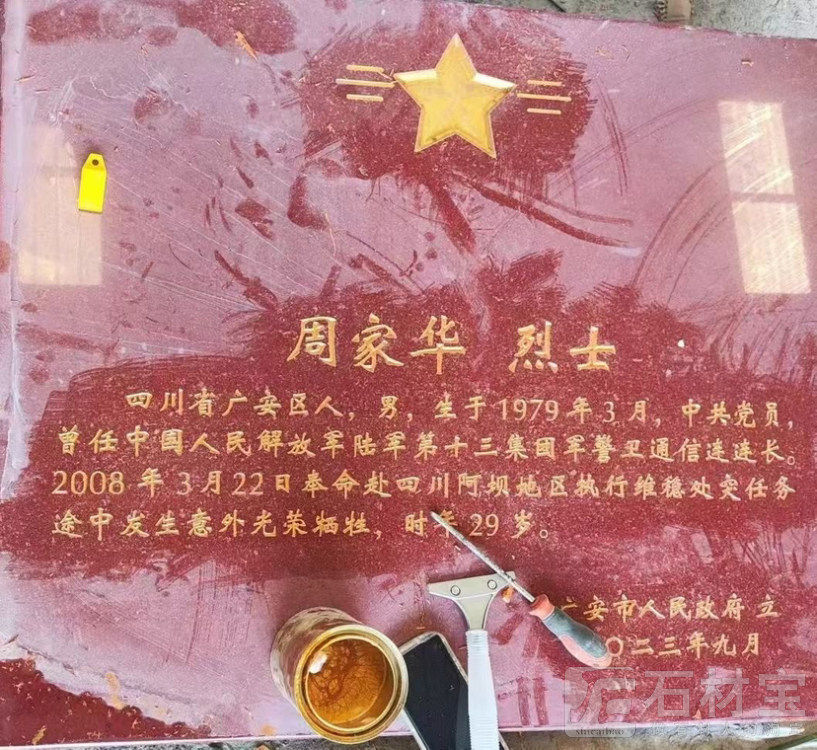 周家华 烈士
四川省广安区人，男，生于1979年3月，中共党员，
曾任中国人民解放军陆军第十三集团军警卫通信连连长。
2008年3月22日奉命赴四川阿坝地区执行维稳处突任务
途中发生意外光荣牺牲，时年29岁。
广安市人民政府立
〇二三年九月
石材宝
shicaibao